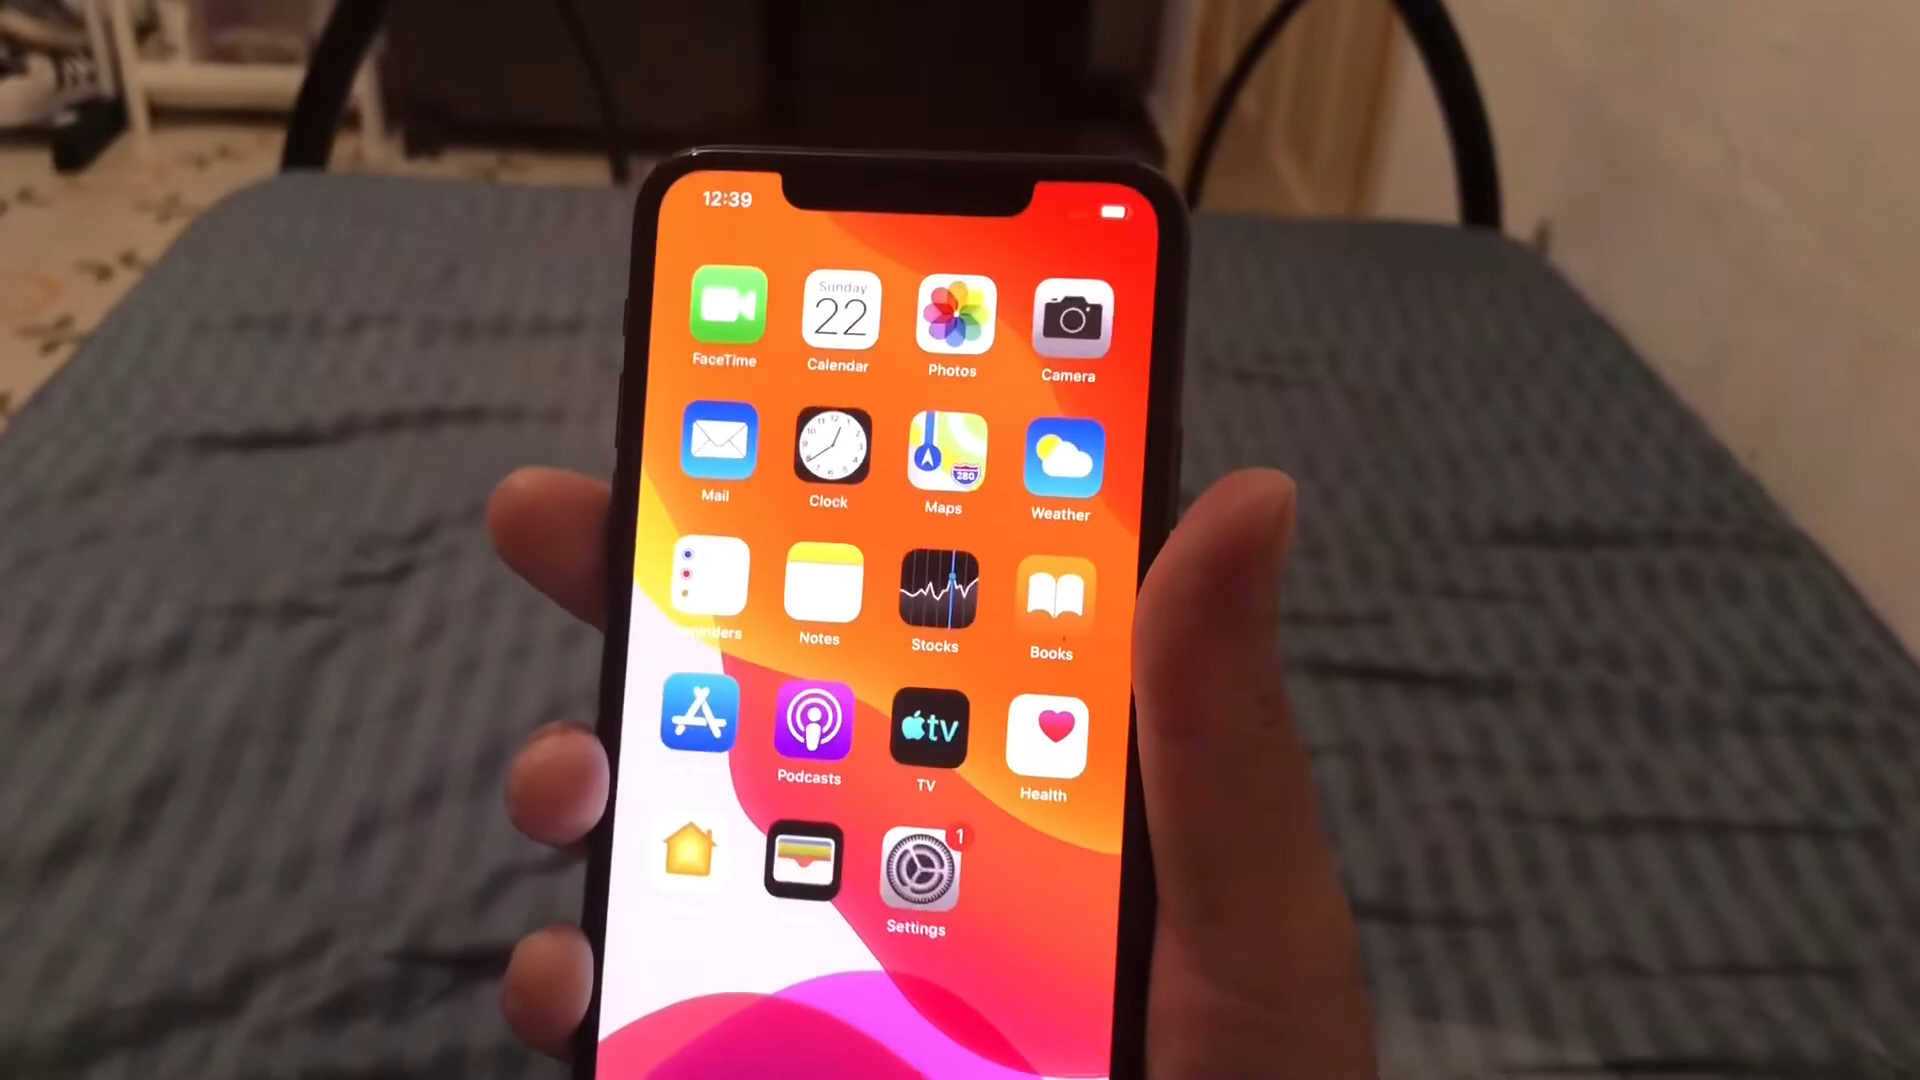 12:39
Sunday
22
FaceTime
Calendar
Photos
Camera
280
Mail
Clock
Maps
Weather
Notes
Stocks
Books
tv
Podcasts
TV
Health
1
Settings